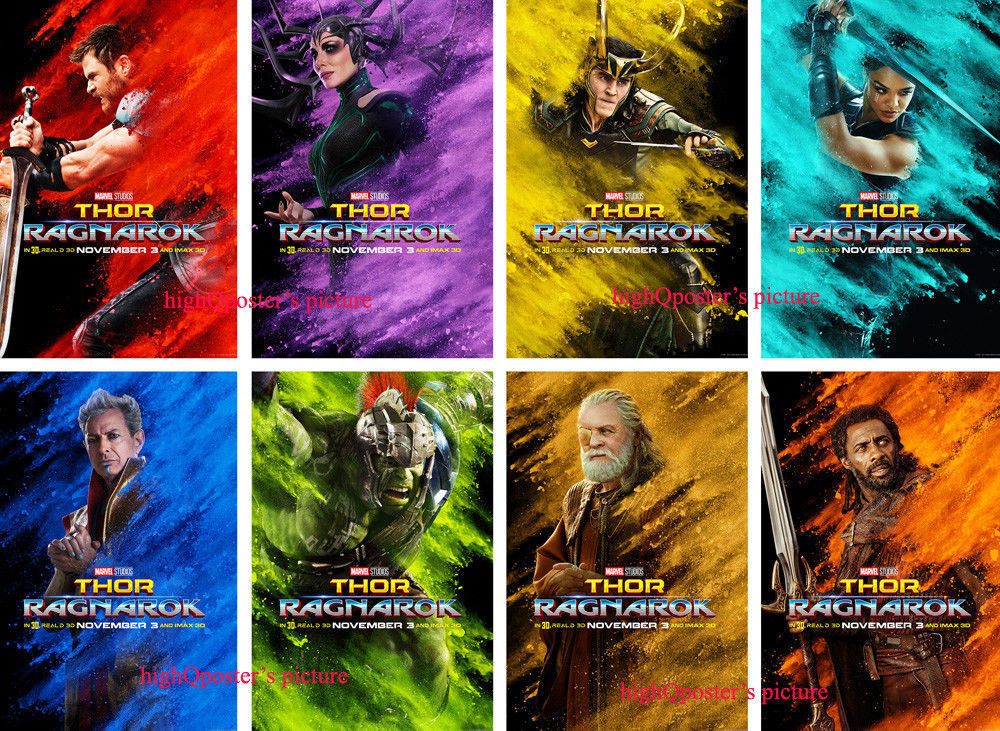 MARVEL STUDIOS
THOR
RAGNAROK
IN 3D, REAL D 3D NOVEMBER 3 AND IMAX 3D
MARVEL STUDIOS
THOR
RAGNAROK
IN 3D, REAL D 3D NOVEMBER 3 AND IMAX 3D
MARVEL STUDIOS
THOR
RAGNAROK
IN 3D, REAL D 3D NOVEMBER 3 AND IMAX 3D
MARVEL STUDIOS
THOR
RAGNAROK
IN 3D, REAL D 3D NOVEMBER 3 AND IMAX 3D
highQposter's picture
highQposter's picture
MARVEL STUDIOS
THOR
RAGNAROK
IN 3D, REAL D 3D NOVEMBER 3 AND IMAX 3D
MARVEL STUDIOS
THOR
RAGNAROK
IN 3D, REAL D 3D NOVEMBER 3 AND IMAX 3D
MARVEL STUDIOS
THOR
RAGNAROK
IN 3D, REAL D 3D NOVEMBER 3 AND IMAX 3D
MARVEL STUDIOS
THOR
RAGNAROK
IN 3D, REAL D 3D NOVEMBER 3 AND IMAX 3D
highQposter's picture
highQposter's picture